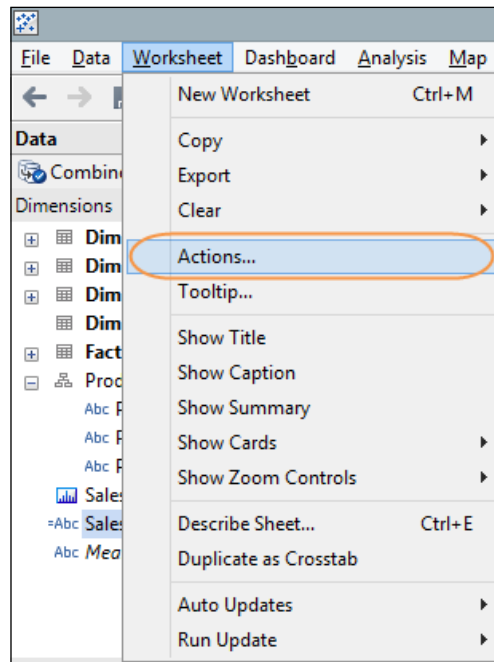 File Data Worksheet Dashboard Analysis Map
New Worksheet Ctrl+M
Data
Copy
Combin
Export
Dimensions
Clear
Dim
Actions...
Dim
Tooltip...
Dim
Dim
Show Title
Fact
Show Caption
Prod
Abc
Show Summary
Abc
Show Cards
Abc
Show Zoom Controls
Sales
=Abc Sales
Describe Sheet... Ctrl+E
Abc Mea
Duplicate as Crosstab
Auto Updates
Run Update